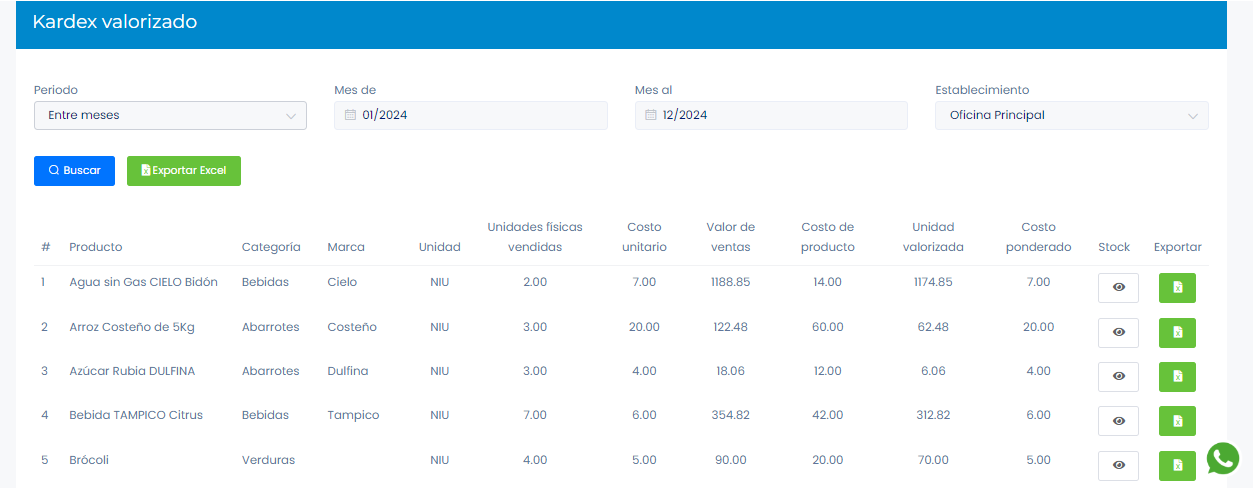 Kardex valorizado
Periodo Mes de Mes al Establecimiento
Entre meses 01/2024 12/2024 Oficina Principal
Buscar Exportar Excel
Unidades físicas Costo Valor de Costo de Unidad Costo
# Producto Categoría Marca Unidad vendidas unitario ventas producto valorizada ponderado Stock Exportar
1 Agua sin Gas CIELO Bidón Bebidas Cielo NIU 2.00 7.00 1188.85 14.00 1174.85 7.00
2 Arroz Costeño de 5Kg Abarrotes Costeño NIU 3.00 20.00 122.48 60.00 62.48 20.00
3 Azúcar Rubia DULFINA Abarrotes Dulfina NIU 3.00 4.00 18.06 12.00 6.06 4.00
4 Bebida TAMPICO Citrus Bebidas Tampico NIU 7.00 6.00 354.82 42.00 312.82 6.00
5 Brócoli Verduras NIU 4.00 5.00 90.00 20.00 70.00 5.00